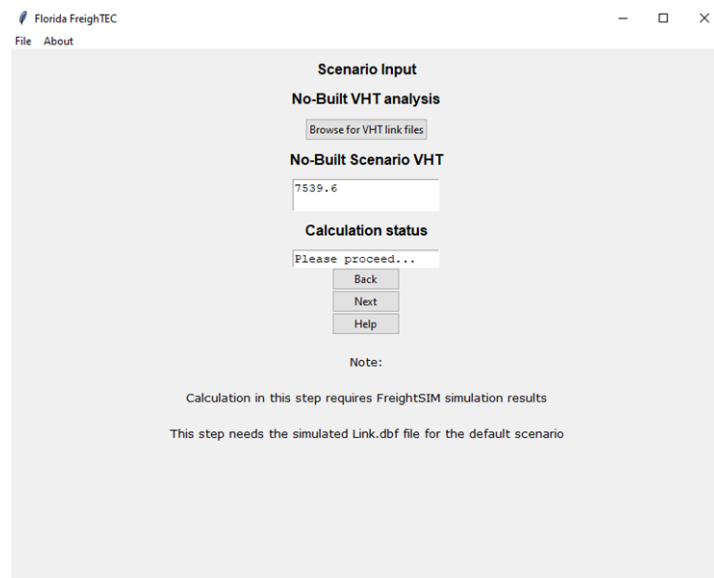 Florida FreighTEC
File About
Scenario Input
No-Built VHT analysis
Browse for VHT link files
No-Built Scenario VHT
7539.6
Calculation status
Please proceed...
Back
Next
Help
Note:
Calculation in this step requires FreightSIM simulation results
This step needs the simulated Link.dbf file for the default scenario